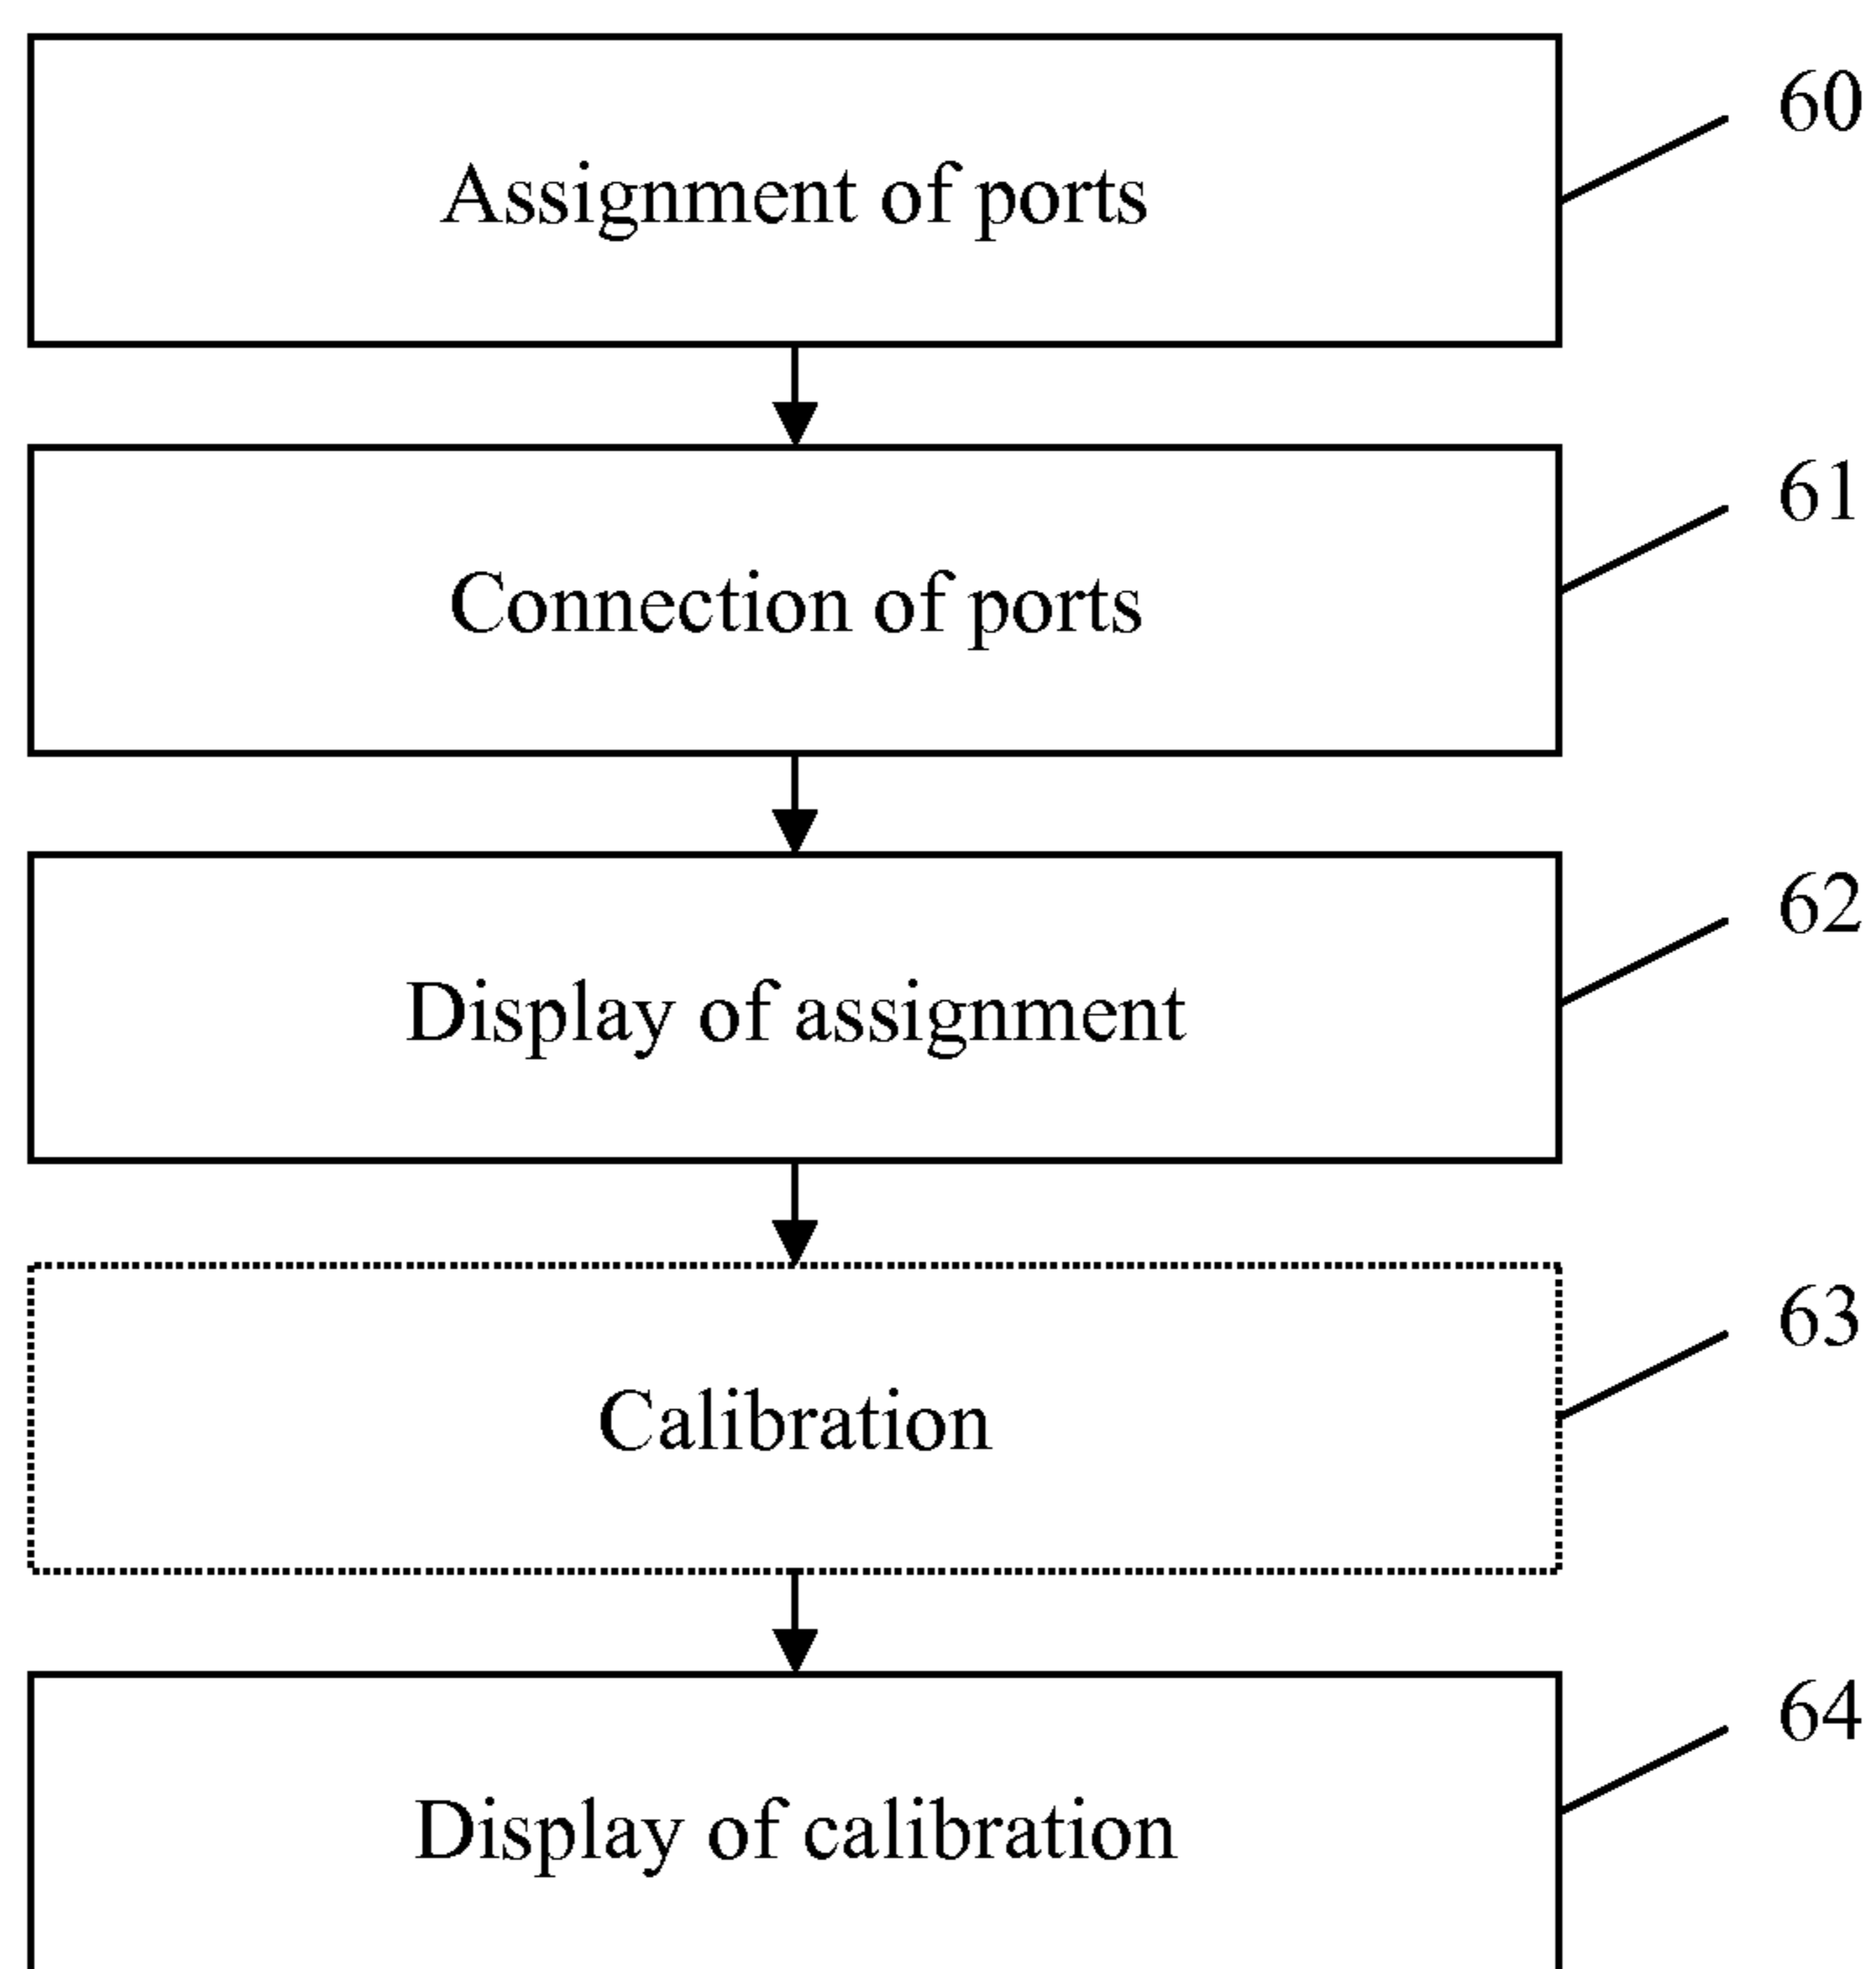 Assignment of ports
60
Connection of ports
61
Display of assignment
62
Calibration
63
Display of calibration
64